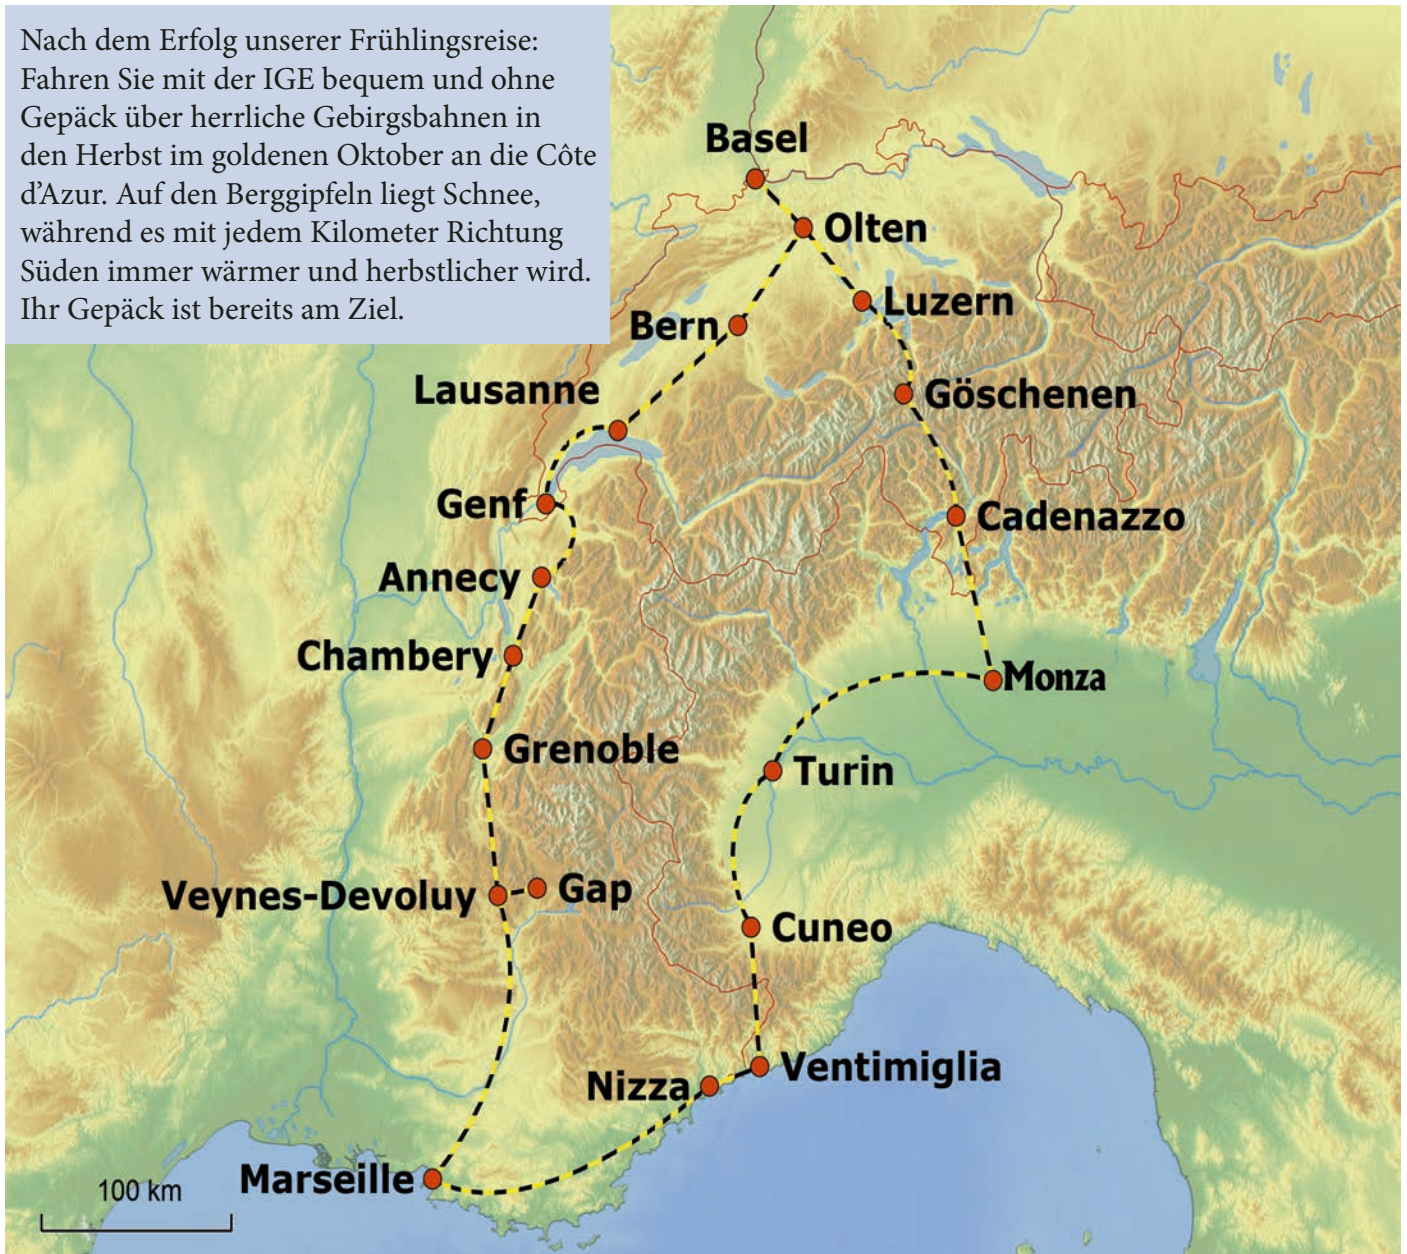 Nach dem Erfolg unserer Frühlingsreise:
Fahren Sie mit der IGE bequem und ohne
Gepäck über herrliche Gebirgsbahnen in
den Herbst im goldenen Oktober an die Côte
d’Azur. Auf den Berggipfeln liegt Schnee,
während es mit jedem Kilometer Richtung
Süden immer wärmer und herbstlicher wird.
Ihr Gepäck ist bereits am Ziel.
Basel
Olten
Luzern
Bern
Lausanne
Göschenen
Genf
Cadenazzo
Annecy
Chambery
Monza
Grenoble
Turin
Veynes-Devoluy
Gap
Cuneo
Ventimiglia
Nizza
Marseille
100 km